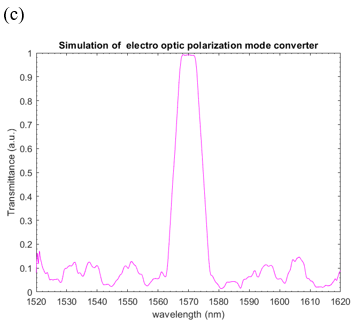 (c)
Simulation of electro optic polarization mode converter
Transmittance (a.u.)
1
0.9
0.8
0.7
0.6
0.5
0.4
0.3
0.2
0.1
0
1520 1530 1540 1550 1560 1570 1580 1590 1600 1610 1620
wavelength (nm)